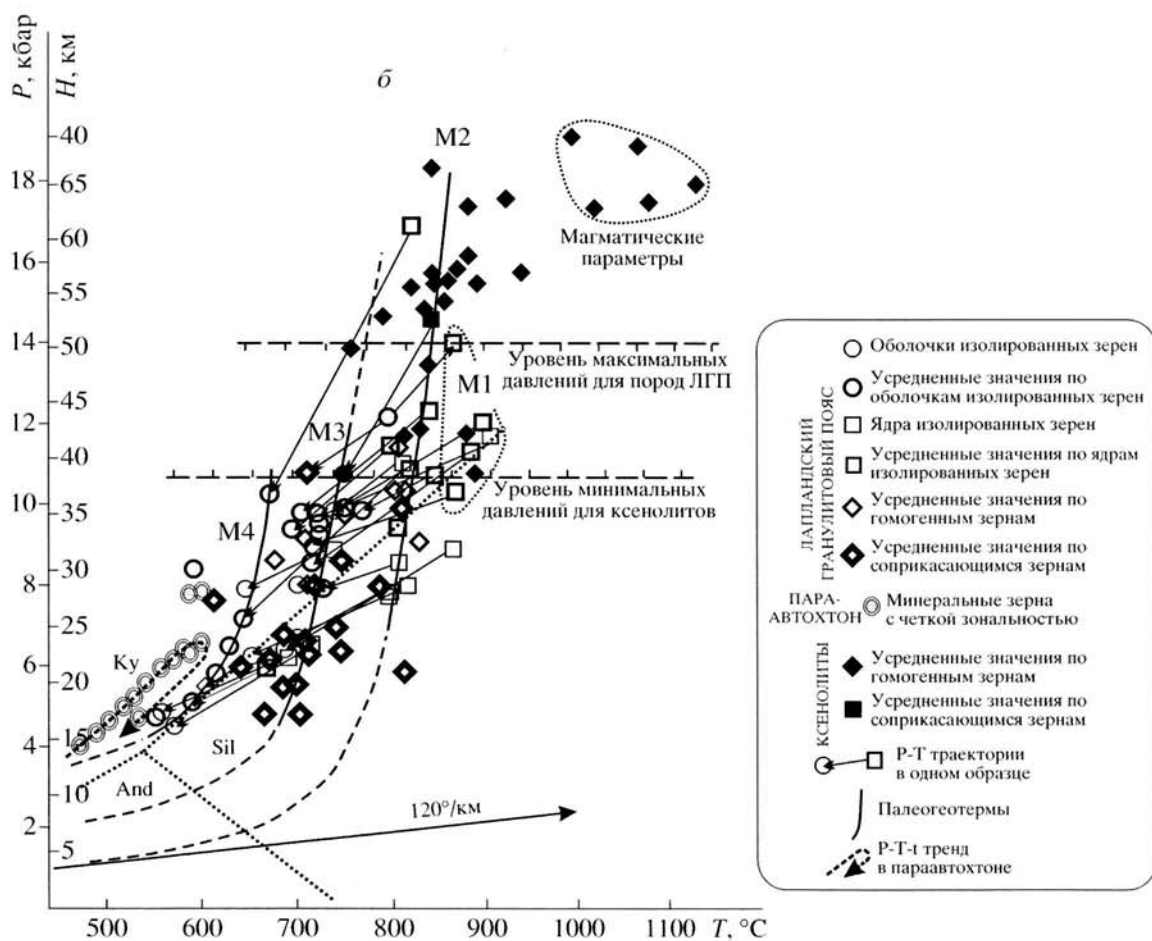 P, кбар
H, км
б
40
18
65
60
16
55
14
50
45
12
40
10
35
30
8
25
6
20
15
4
10
2
5
M2
Магматические
параметры
Уровень максимальных
давлений для пород ЛГП
M1
M3
Уровень минимальных
давлений для ксенолитов
M4
Ky
Sil
And
120°/км
500 600 700 800 900 1000 1100 T, °C
ЛАПЛАНДСКИЙ
ГРАНУЛИТОВЫЙ ПОЯС
Оболочки изолированных зерен
Усредненные значения по
оболочкам изолированных зерен
Ядра изолированных зерен
Усредненные значения по ядрам
изолированных зерен
Усредненные значения по
гомогенным зернам
Усредненные значения по
соприкасающимся зернам
ПАРА-
АВТОХТОН
Минеральные зерна
с четкой зональностью
КСЕНОЛИТЫ
Усредненные значения по
гомогенным зернам
Усредненные значения по
соприкасающимся зернам
P-T траектории
в одном образце
Палеогеотермы
P-T-t тренд
в параавтохтоне